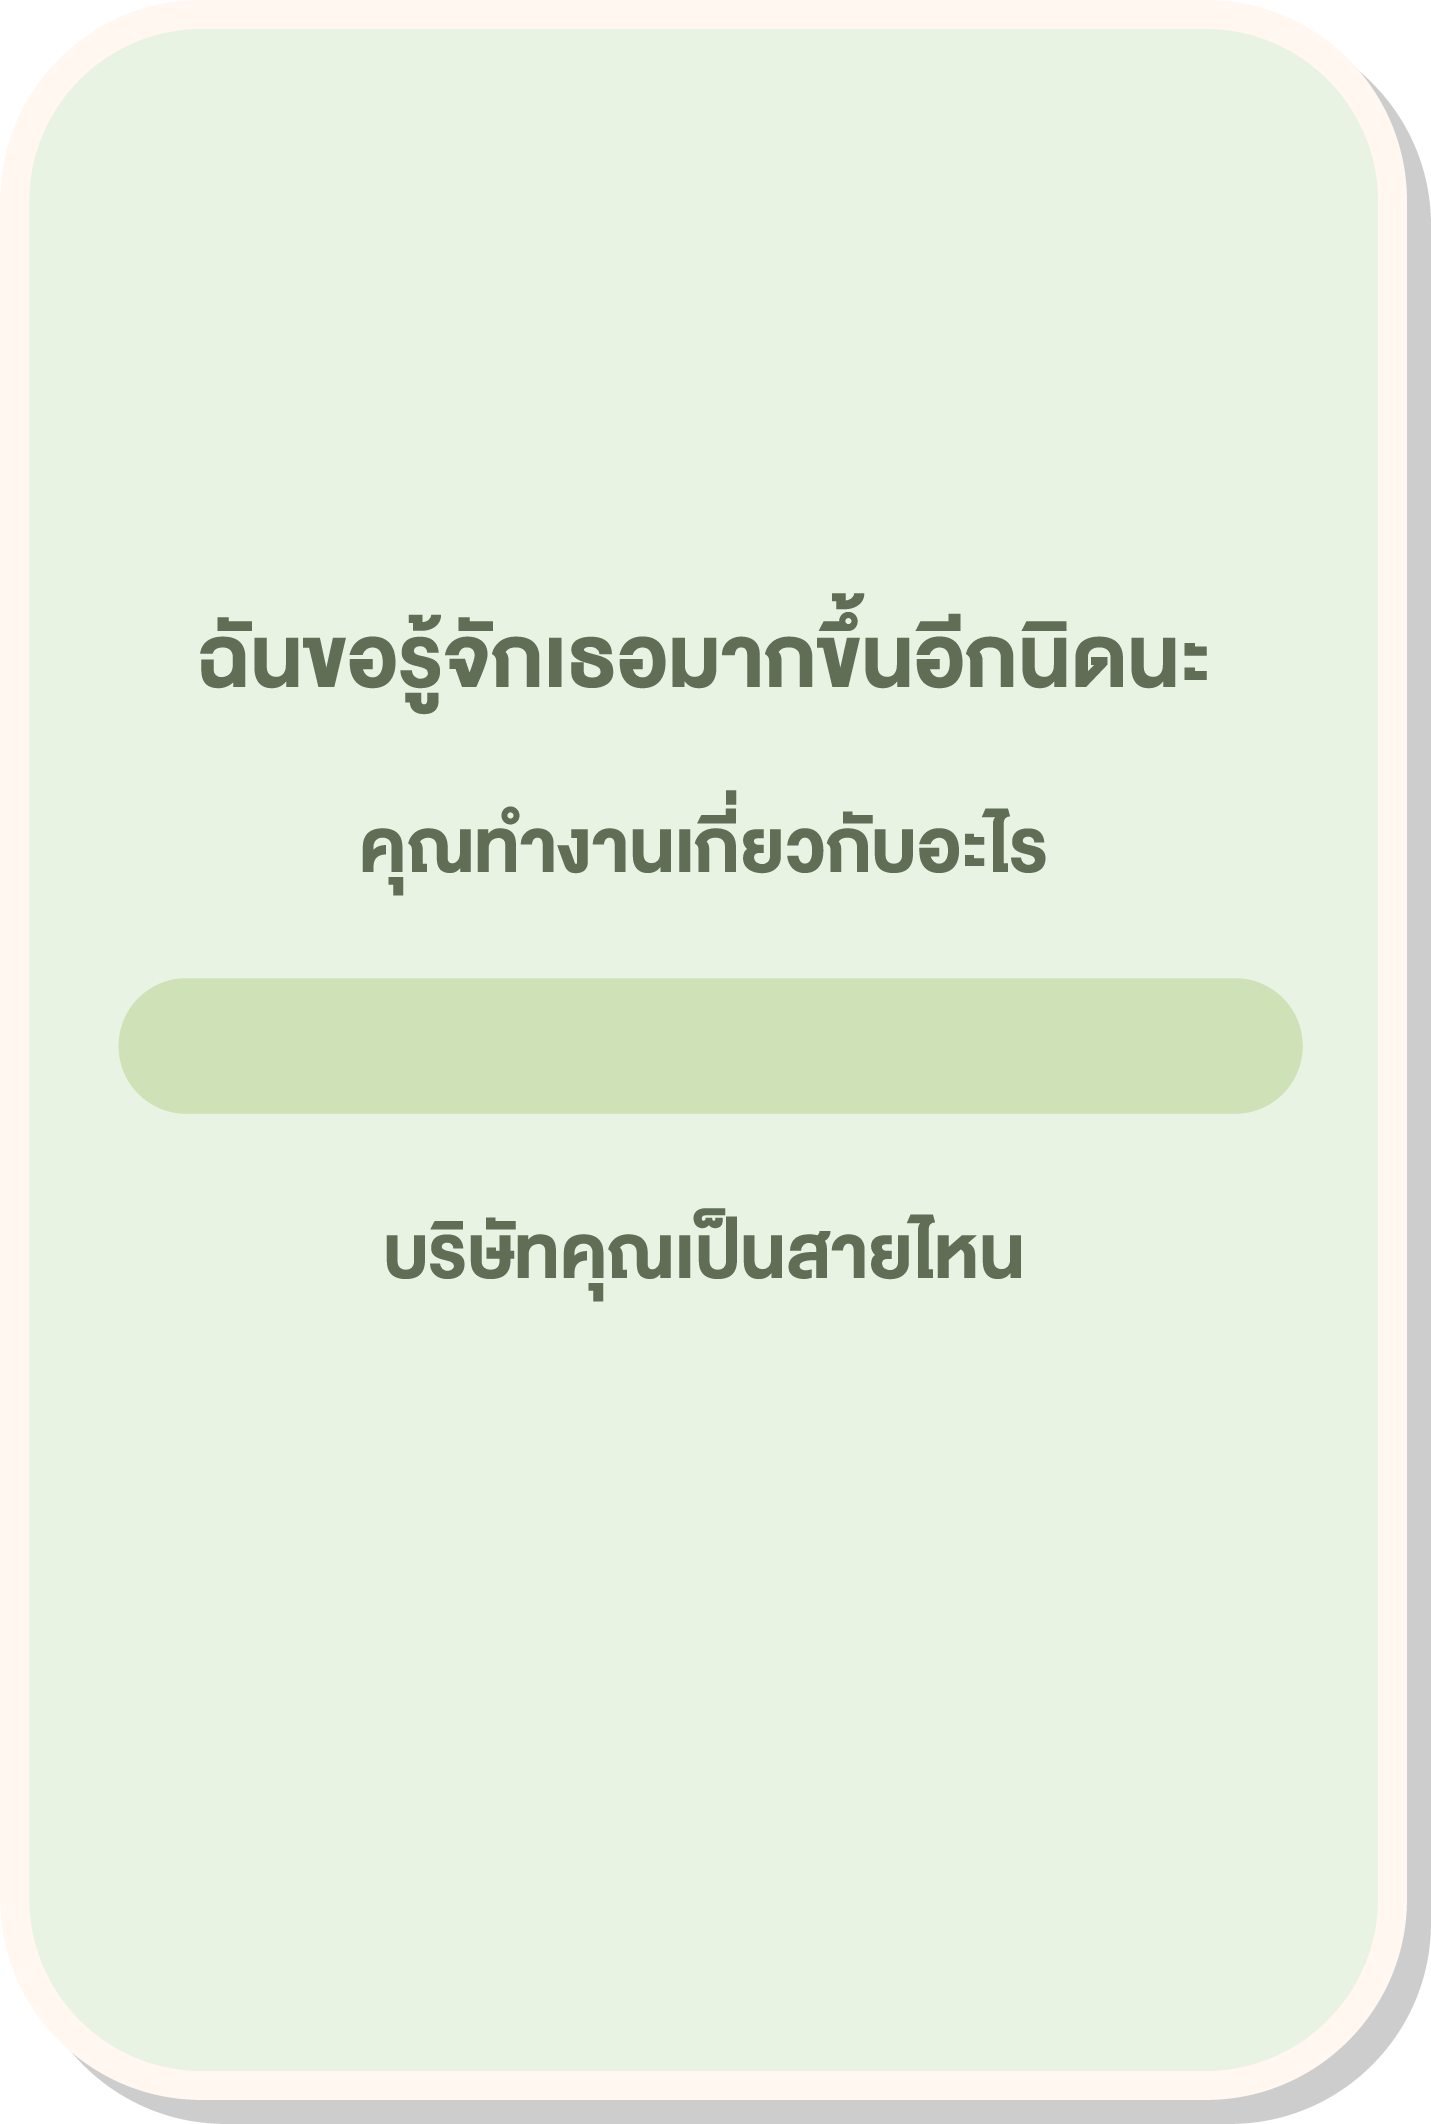 ฉันขอรู้จักเธอมากขึ้นอีกนิดนะ
คุณทำงานเกี่ยวกับอะไร
บริษัทคุณเป็นสายไหน